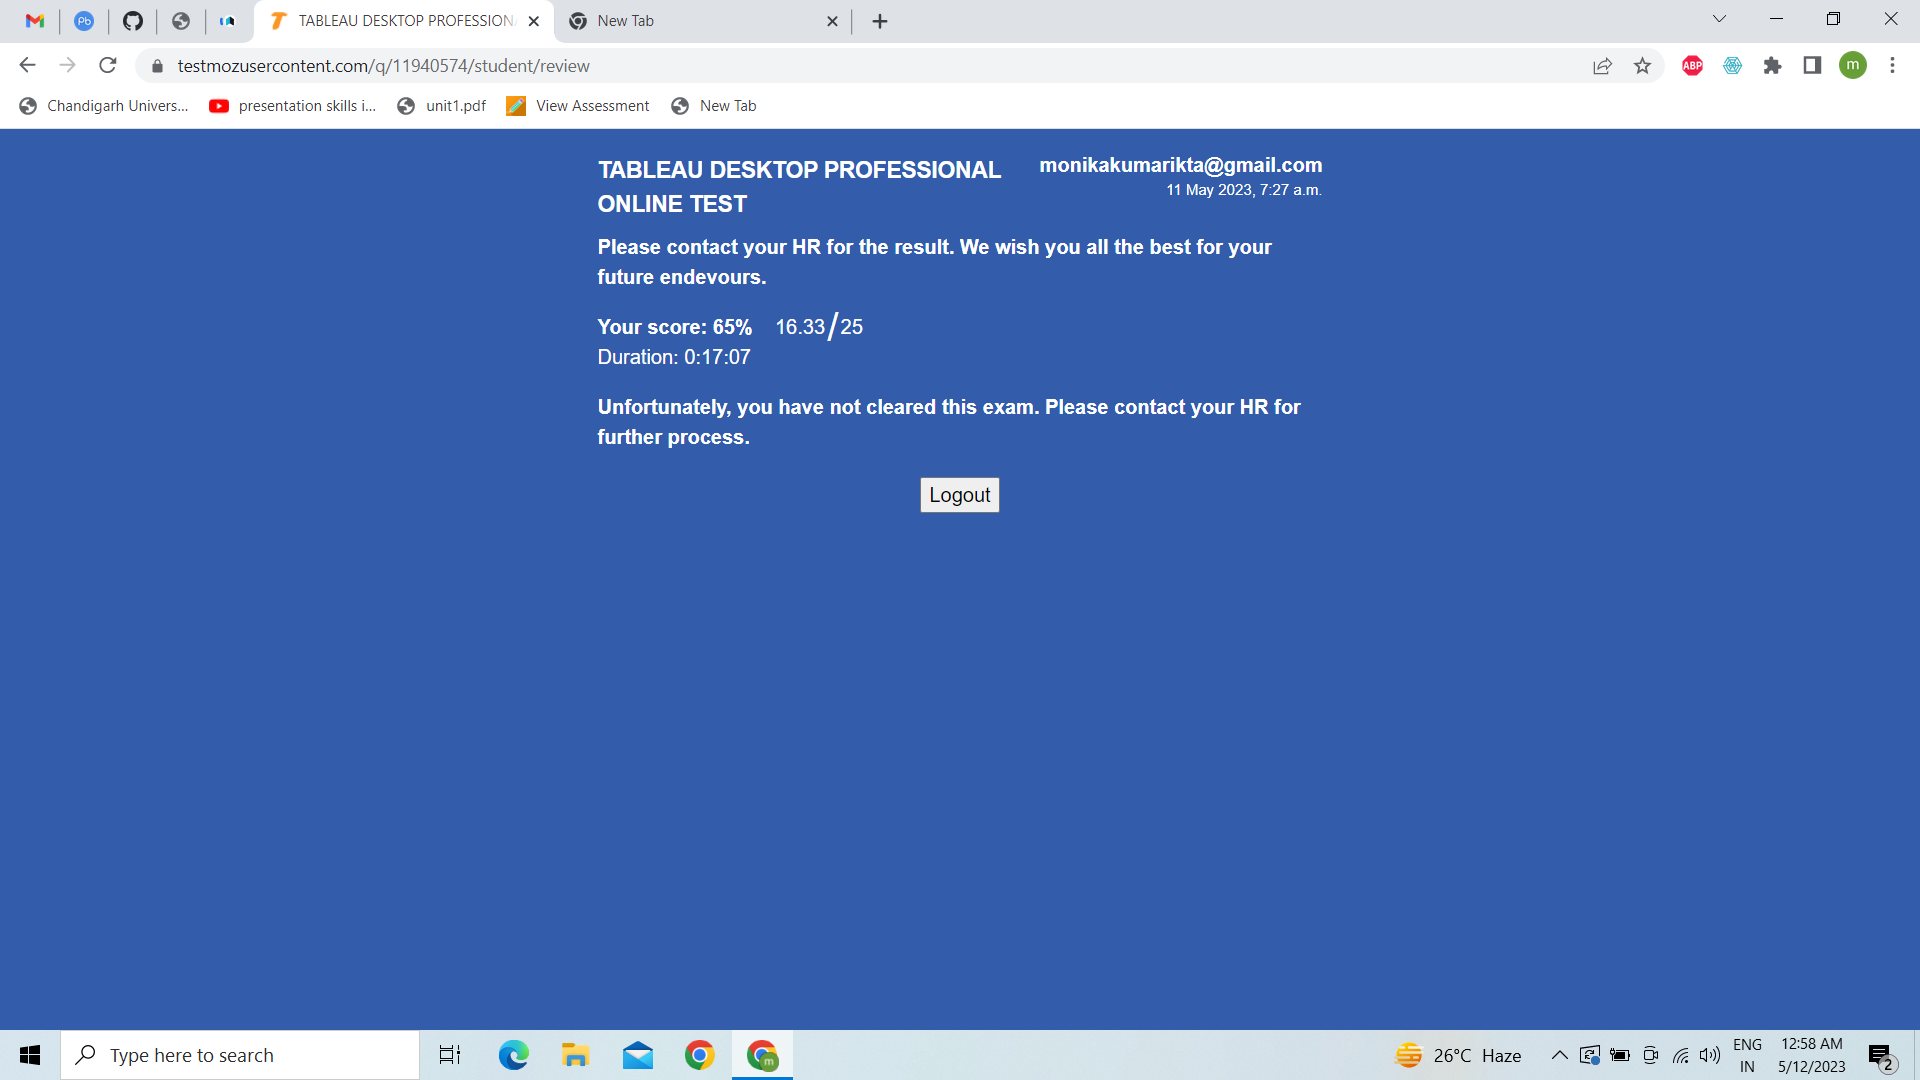 TABLEAU DESKTOP PROFESSION
New Tab
testmozusercontent.com/q/11940574/student/review
ABP
m
Chandigarh Univers...
presentation skills i...
unit1.pdf
View Assessment
New Tab
TABLEAU DESKTOP PROFESSIONAL
ONLINE TEST
monikakumarikta@gmail.com
11 May 2023, 7:27 a.m.
Please contact your HR for the result. We wish you all the best for your
future endevours.
Your score: 65% 16.33/25
Duration: 0:17:07
Unfortunately, you have not cleared this exam. Please contact your HR for
further process.
Logout
Type here to search
m
26°C Haze
ENG
IN
12:58 AM
5/12/2023
2